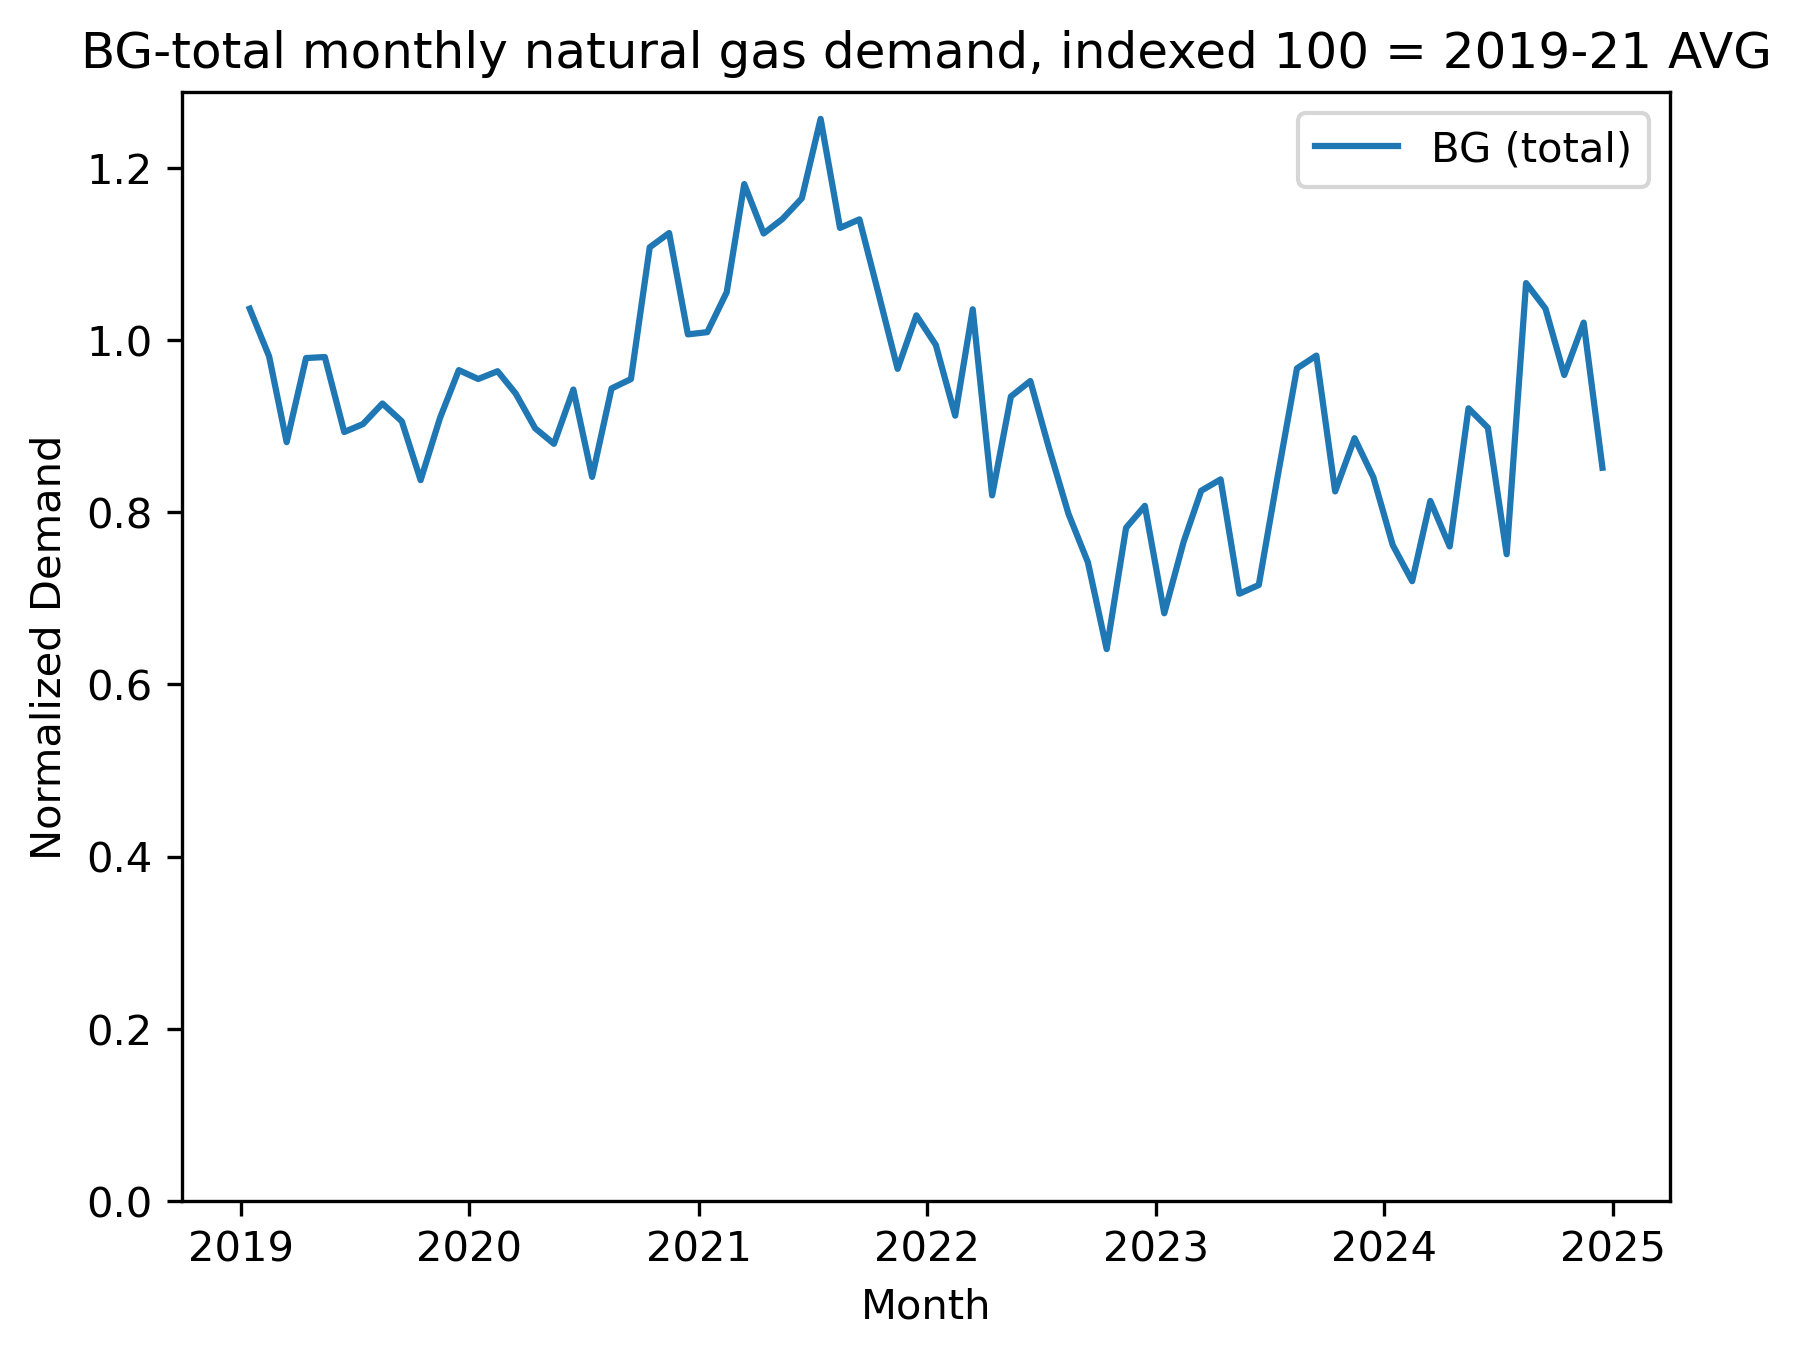 BG-total monthly natural gas demand, indexed 100 = 2019-21 AVG
BG (total)
Normalized Demand
1.2
1.0
0.8
0.6
0.4
0.2
0.0
2019 2020 2021 2022 2023 2024 2025
Month